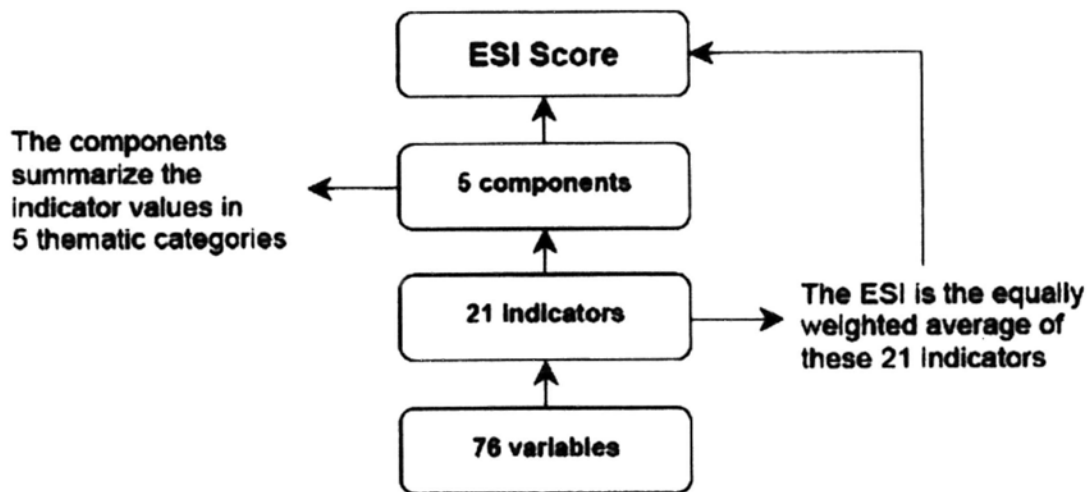 ESI Score
The components
summarize the
indicator values in
5 thematic categories
5 components
21 indicators
The ESI is the equally
weighted average of
these 21 indicators
76 variables